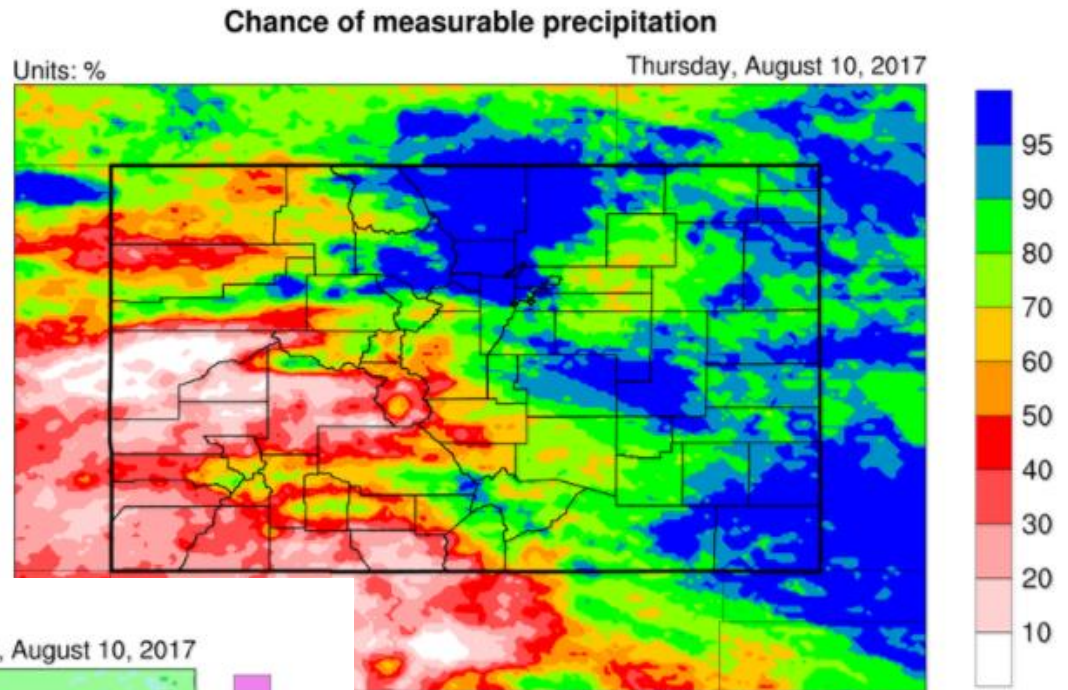 Chance of measurable precipitation
Units: %
Thursday, August 10, 2017
95
90
80
70
60
50
40
30
20
10
, August 10, 2017